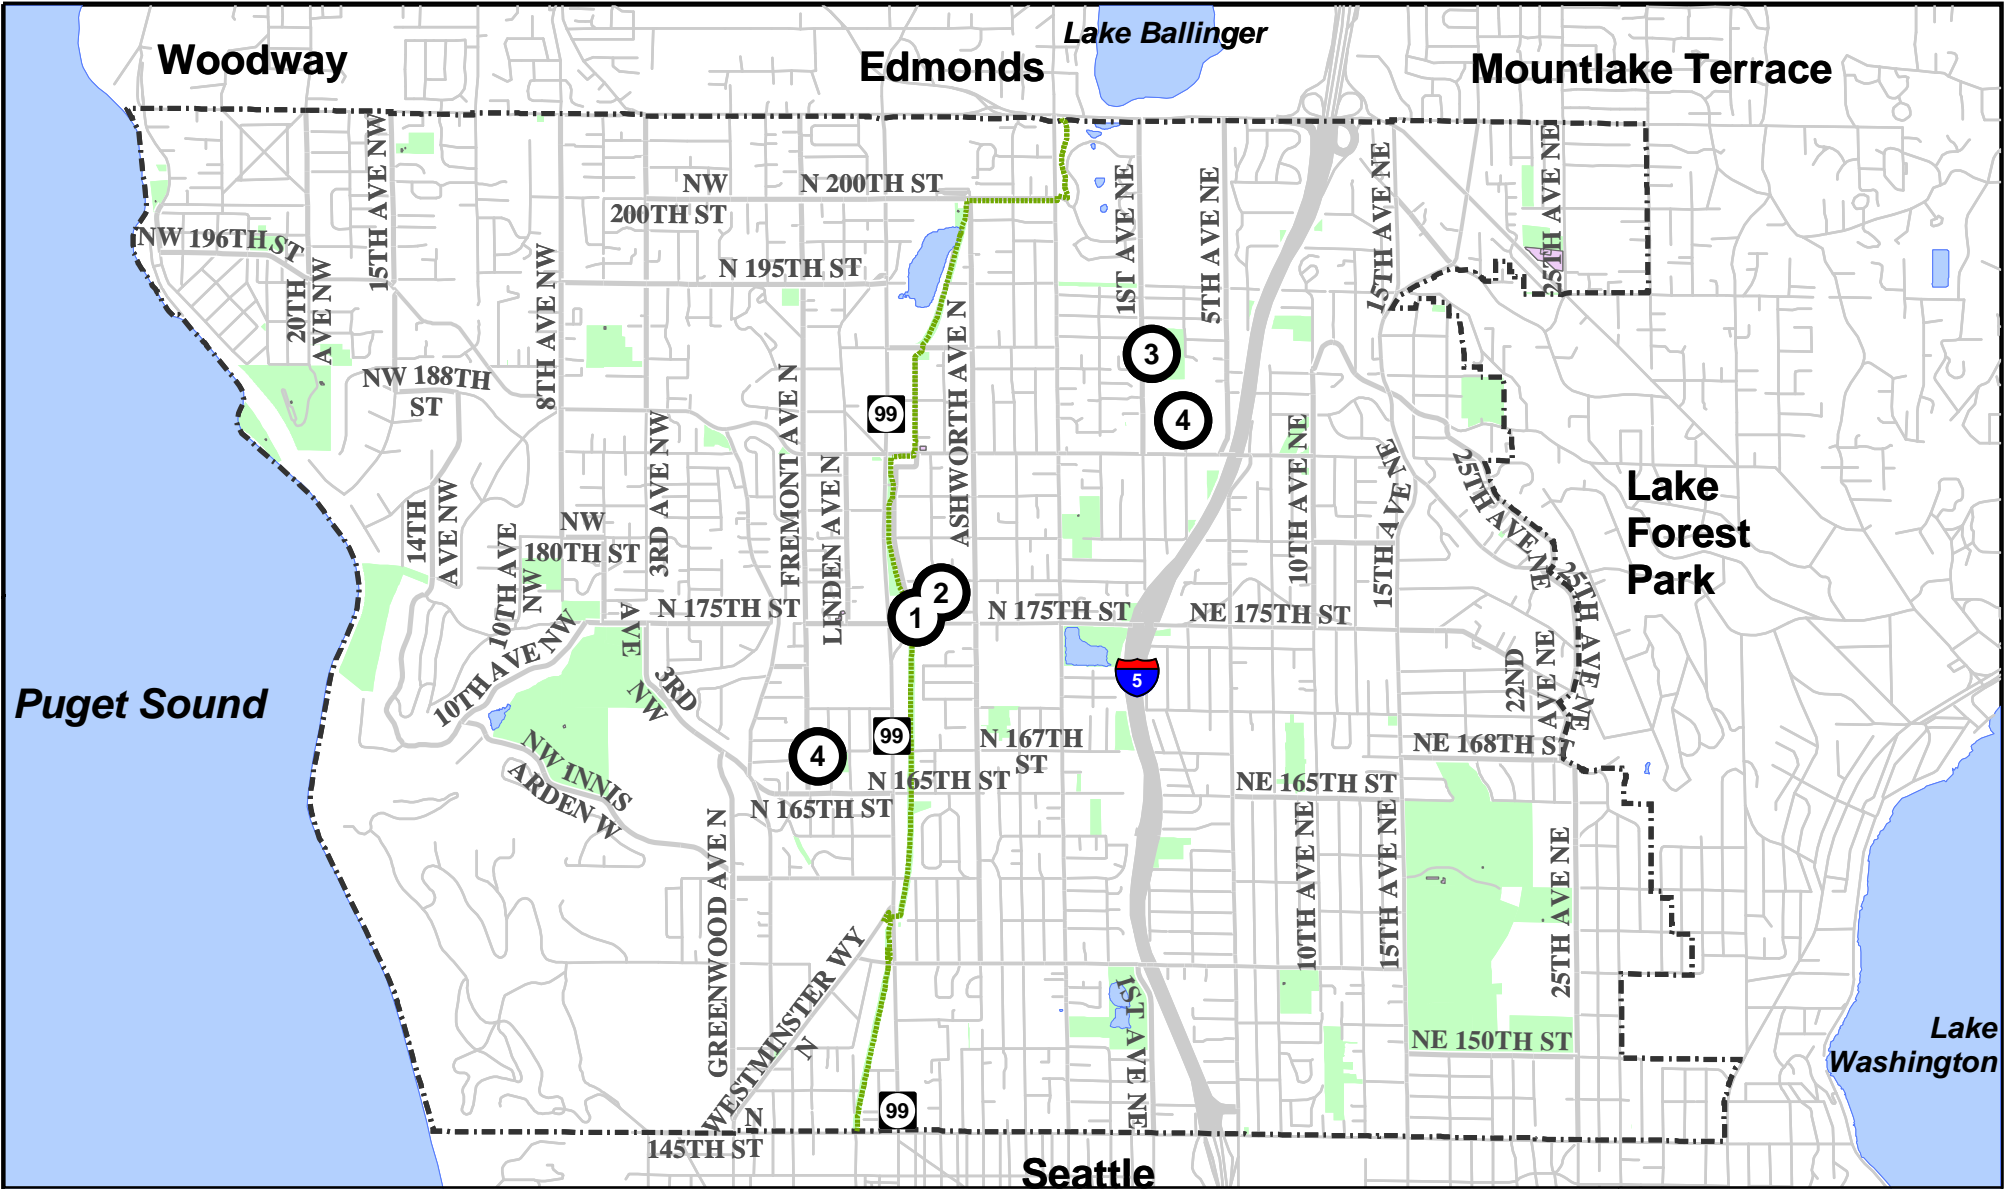 Lake Ballinger
Woodway
Edmonds
Mountlake Terrace
15TH AVE NW
25TH AVE NE
NW
200TH ST
N 200TH ST
1ST AVE NE
5TH AVE NE
15TH AVE NE
NW 196TH ST
N 195TH ST
20TH
AVE NW
8TH AVE NW
3
NW 188TH
ST
FREMONT AVE N
99
ASHWORTH AVE N
4
3RD AVE NW
LINDEN AVE N
10TH AVE NE
15TH AVE NE
25TH AVE NE
Lake
Forest
Park
14TH
AVE NW
10TH AVE
NW
NW
180TH ST
2
1
N 175TH ST
N 175TH ST
NE 175TH ST
25TH AVE NE
10TH AVE NW
AVE
3RD
NW
5
22ND
AVE NE
Puget Sound
NW INNIS
ARDEN W
4
99
N 167TH
ST
NE 168TH ST
N 165TH ST
N 165TH ST
NE 165TH ST
GREENWOOD AVE N
10TH AVE NE
15TH AVE NE
25TH AVE NE
WESTMINSTER WY
N
1ST AVE NE
NE 150TH ST
Lake
Washington
99
N
145TH ST
Seattle